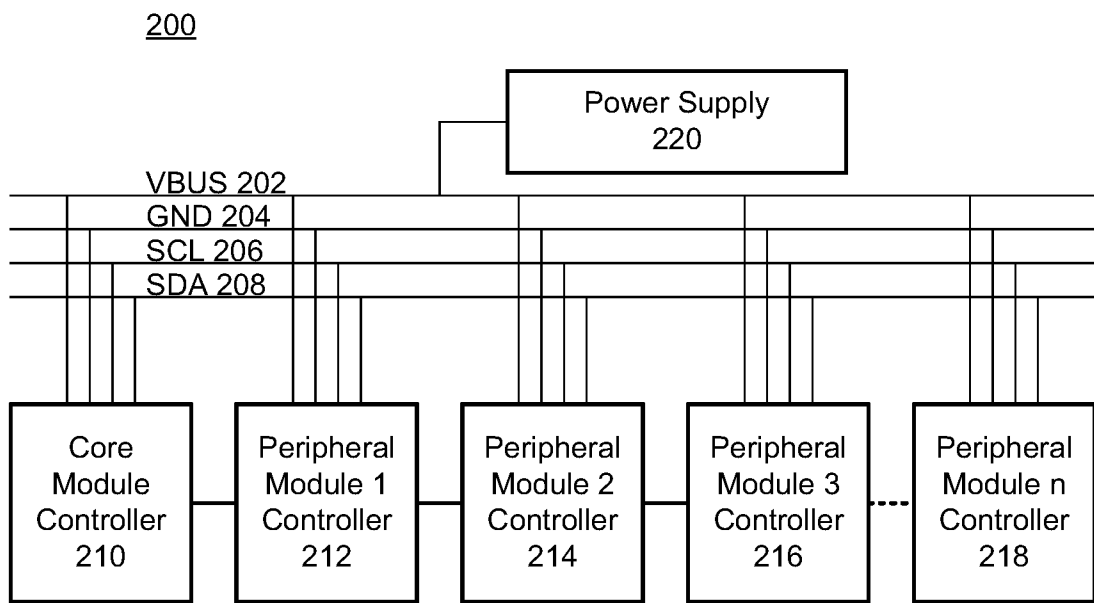 200
Power Supply
220
VBUS 202
GND 204
SCL 206
SDA 208
Core
Module
Controller
210
Peripheral
Module 1
Controller
212
Peripheral
Module 2
Controller
214
Peripheral
Module 3
Controller
216
Peripheral
Module n
Controller
218